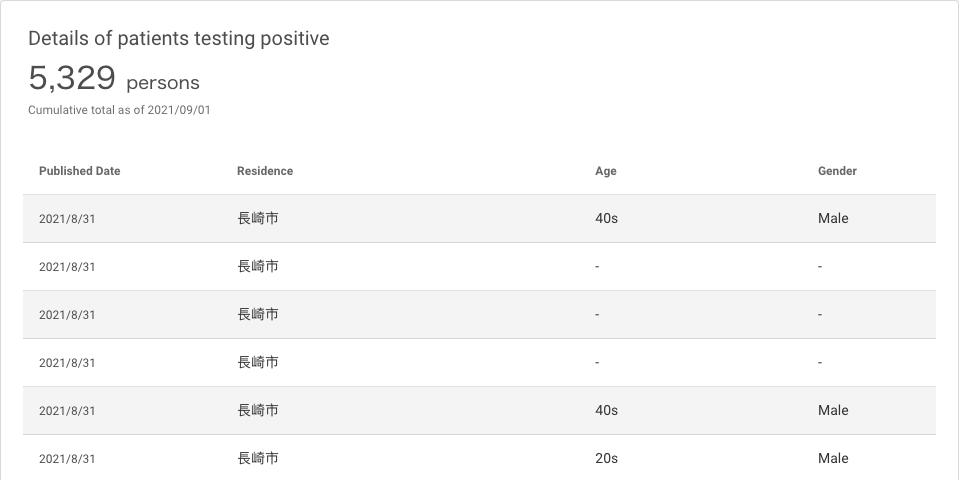 Details of patients testing positive
5,329 persons
Cumulative total as of 2021/09/01
Published Date Residence Age Gender
2021/8/31 長崎市 40s Male
2021/8/31 長崎市 - -
2021/8/31 長崎市 - -
2021/8/31 長崎市 - -
2021/8/31 長崎市 40s Male
2021/8/31 長崎市 20s Male